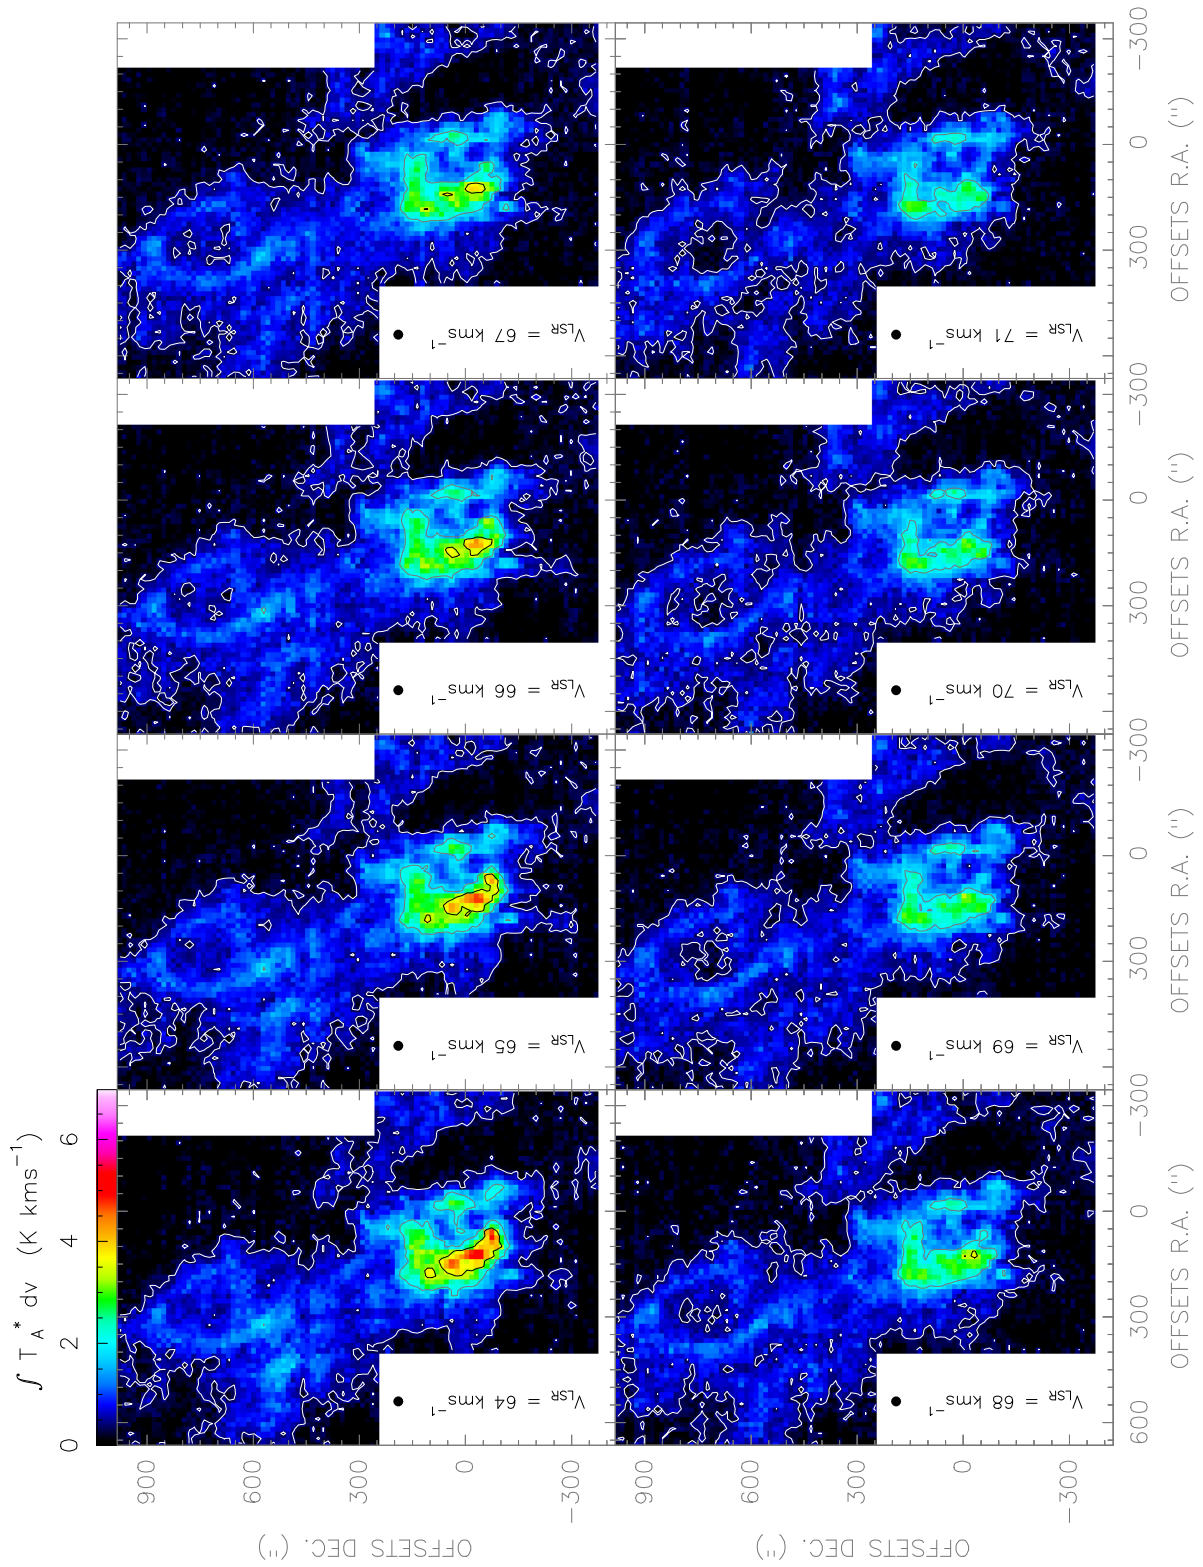 ∫ T_A^* dv (K kms⁻¹)
0 2 4 6
V_LSR = 64 kms⁻¹
V_LSR = 65 kms⁻¹
V_LSR = 66 kms⁻¹
V_LSR = 67 kms⁻¹
V_LSR = 68 kms⁻¹
V_LSR = 69 kms⁻¹
V_LSR = 70 kms⁻¹
V_LSR = 71 kms⁻¹
900 600 300 0 −300
OFFSETS DEC. (")
900 600 300 0 −300
OFFSETS DEC. (")
600 300 0 −300
OFFSETS R.A. (")
300 0 −300
OFFSETS R.A. (")
300 0 −300
OFFSETS R.A. (")
300 0 −300
OFFSETS R.A. (")